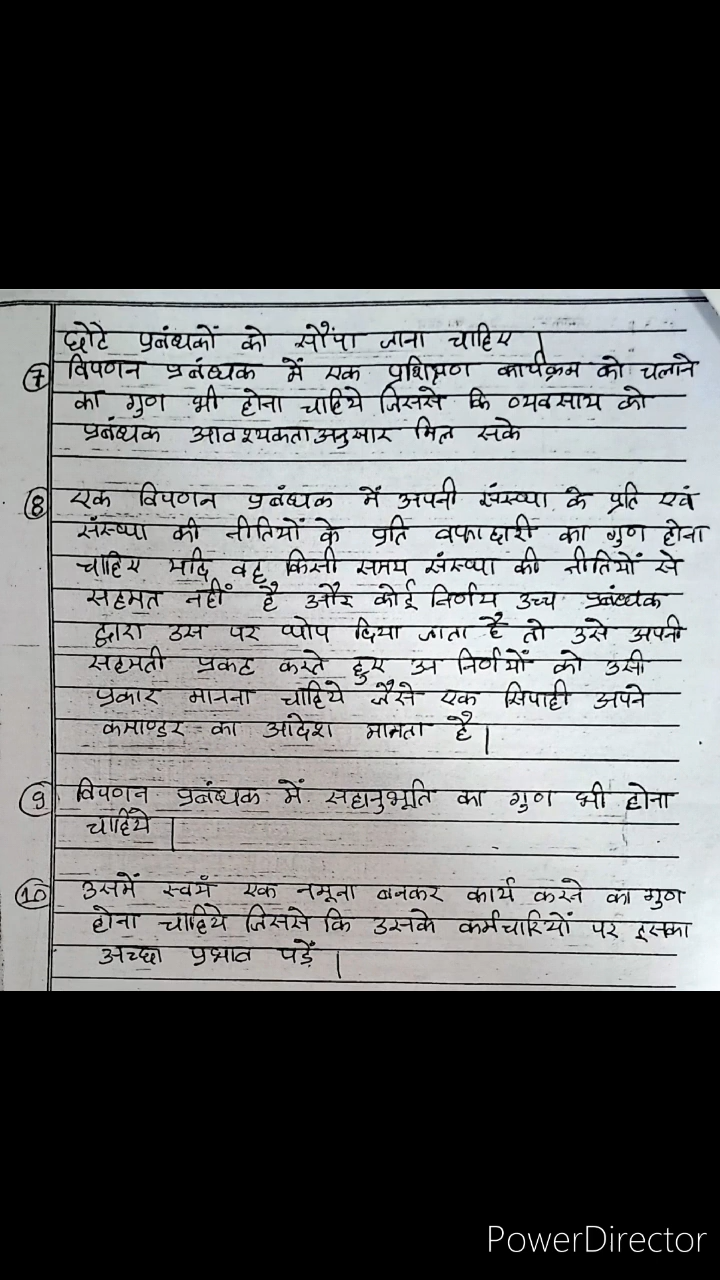 छोटे प्रबंधकों को सौंपा जाना चाहिए |
(7) विपणन प्रबंधक में एक प्रशिक्षण कार्यक्रम को चलाने
का गुण भी होना चाहिये जिससे कि व्यवसाय को
प्रबंधक आवश्यकता अनुसार मिल सके
(8) एक विपणन प्रबंधक में अपनी संस्था के प्रति एवं
संस्था की नीतियों के प्रति वफादारी का गुण होना
चाहिए यदि वह किसी समय संस्था की नीतियों से
सहमत नहीं है और कोई निर्णय उच्च प्रबंधक
द्वारा उस पर थोप दिया जाता है तो उसे अपनी
सहमती प्रकट करते हुए अ निर्णयों को उसी
प्रकार मानना चाहिये जैसे एक सिपाही अपने
कमाण्डर का आदेश मानता है |
(9) विपणन प्रबंधक में सहानुभूति का गुण भी होना
चाहिये |
(10) उसमें स्वयं एक नमूना बनकर कार्य करने का गुण
होना चाहिये जिससे कि उसके कर्मचारियों पर इसका
अच्छा प्रभाव पड़ें |
PowerDirector